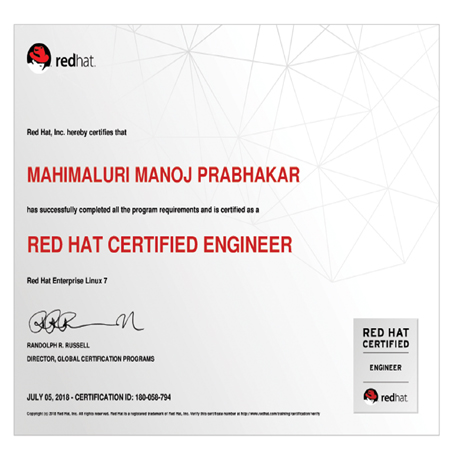 redhat.
Red Hat, Inc. hereby certifies that
MAHIMALURI MANOJ PRABHAKAR
has successfully completed all the program requirements and is certified as a
RED HAT CERTIFIED ENGINEER
Red Hat Enterprise Linux 7
RANDOLPH R. RUSSELL
DIRECTOR, GLOBAL CERTIFICATION PROGRAMS
RED HAT
CERTIFIED
ENGINEER
redhat
JULY 05, 2018 - CERTIFICATION ID: 180-058-794
Copyright (c) 2018 Red Hat, Inc. All rights reserved. Red Hat is a registered trademark of Red Hat, Inc. Verify this certificate number at http://www.redhat.com/training/certification/verify